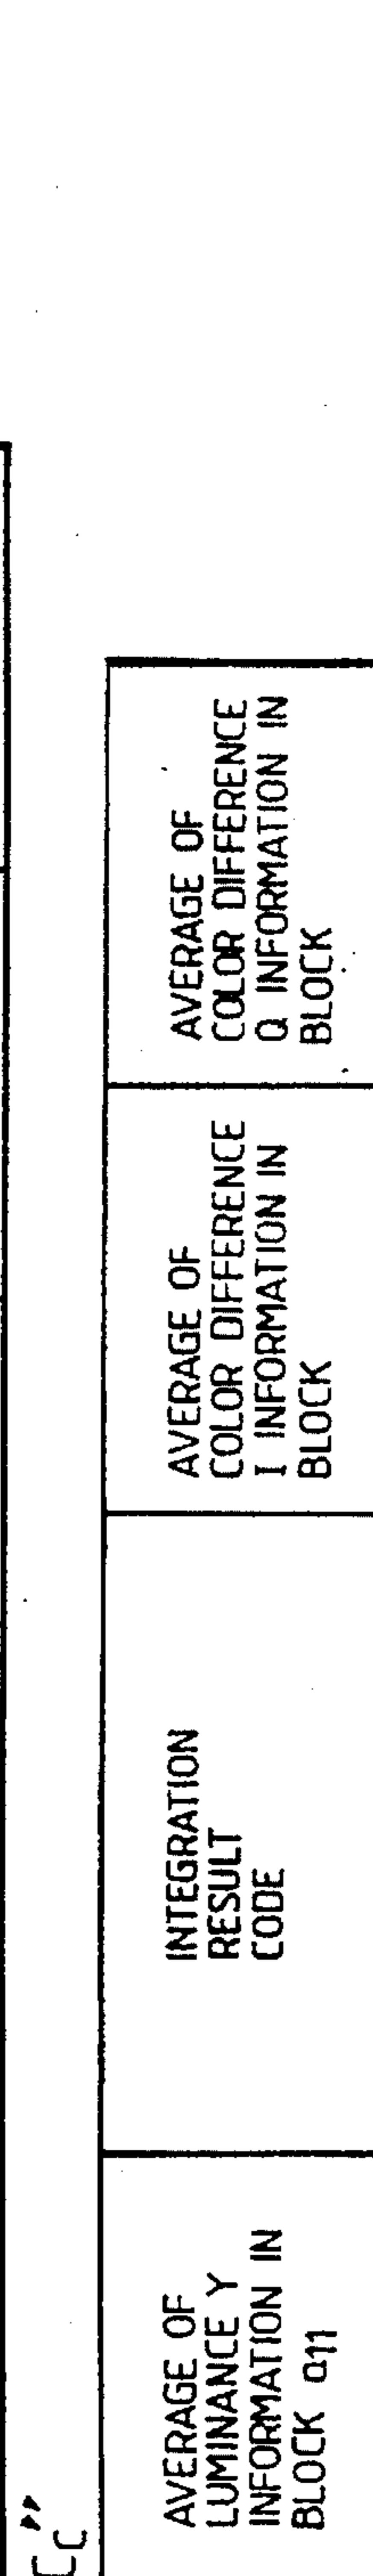 C_C"
AVERAGE OF
LUMINANCE Y
INFORMATION IN
BLOCK a11
INTEGRATION
RESULT
CODE
AVERAGE OF
COLOR DIFFERENCE
I INFORMATION IN
BLOCK
AVERAGE OF
COLOR DIFFERENCE
Q INFORMATION IN
BLOCK